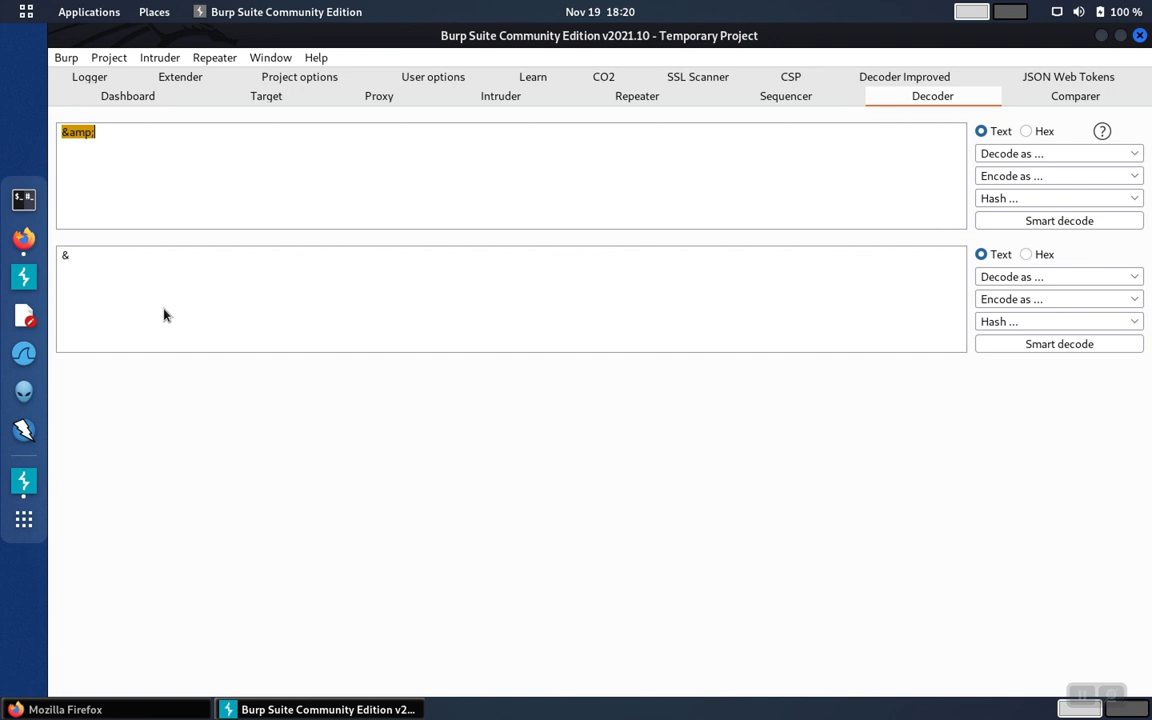 Applications Places Burp Suite Community Edition Nov 19 18:20 100 %
Burp Suite Community Edition v2021.10 - Temporary Project
Burp Project Intruder Repeater Window Help
Logger Extender Project options User options Learn CO2 SSL Scanner CSP Decoder Improved JSON Web Tokens
Dashboard Target Proxy Intruder Repeater Sequencer Decoder Comparer
&amp;amp; Text Hex ?
Decode as ...
Encode as ...
Hash ...
Smart decode
& Text Hex
Decode as ...
Encode as ...
Hash ...
Smart decode
Mozilla Firefox Burp Suite Community Edition v2...